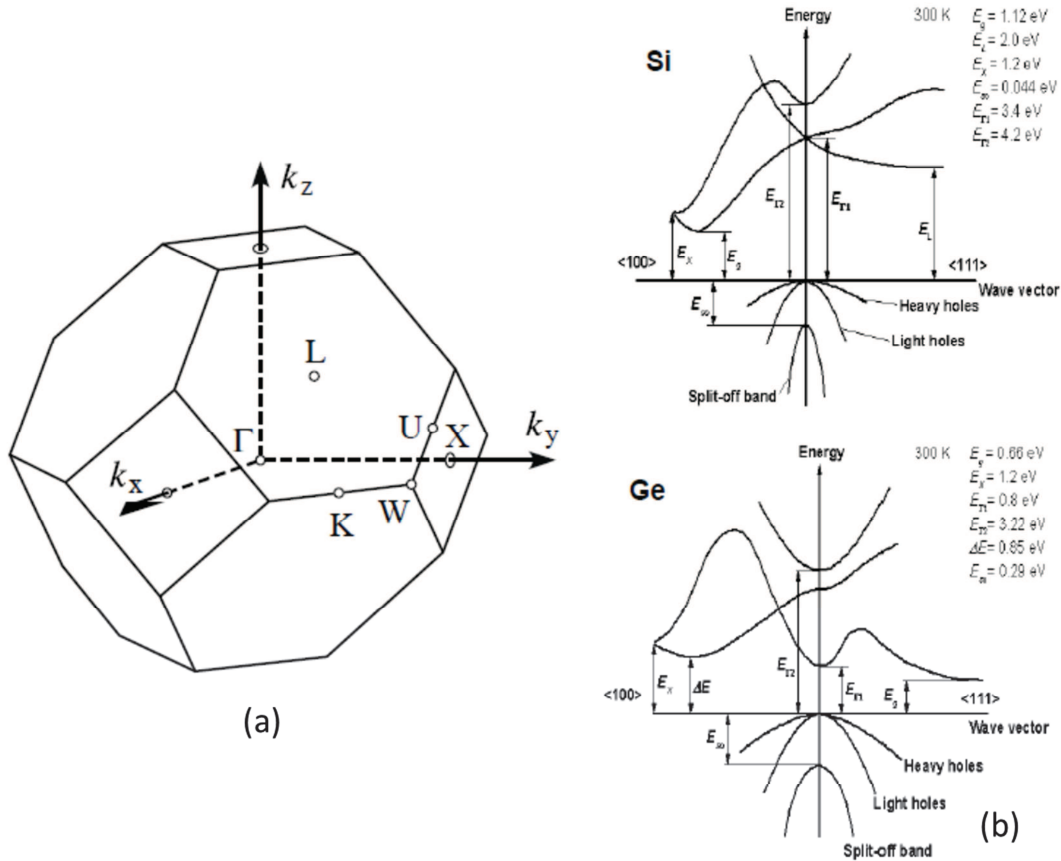 k_z
L
U
X
k_y
Γ
k_x
K
W
(a)
Energy
300 K
E_g = 1.12 eV
E_L = 2.0 eV
E_X = 1.2 eV
E_so = 0.044 eV
E_Γ1 = 3.4 eV
E_Γ2 = 4.2 eV
Si
E_Γ2
E_Γ1
E_L
E_X
E_g
<100>
<111>
Wave vector
E_so
Heavy holes
Light holes
Split-off band
Energy
300 K
E_g = 0.66 eV
E_X = 1.2 eV
E_Γ1 = 0.8 eV
E_Γ2 = 3.22 eV
ΔE = 0.85 eV
E_so = 0.29 eV
Ge
E_Γ2
E_X
ΔE
E_Γ1
E_g
<100>
<111>
Wave vector
E_so
Heavy holes
Light holes
(b)
Split-off band